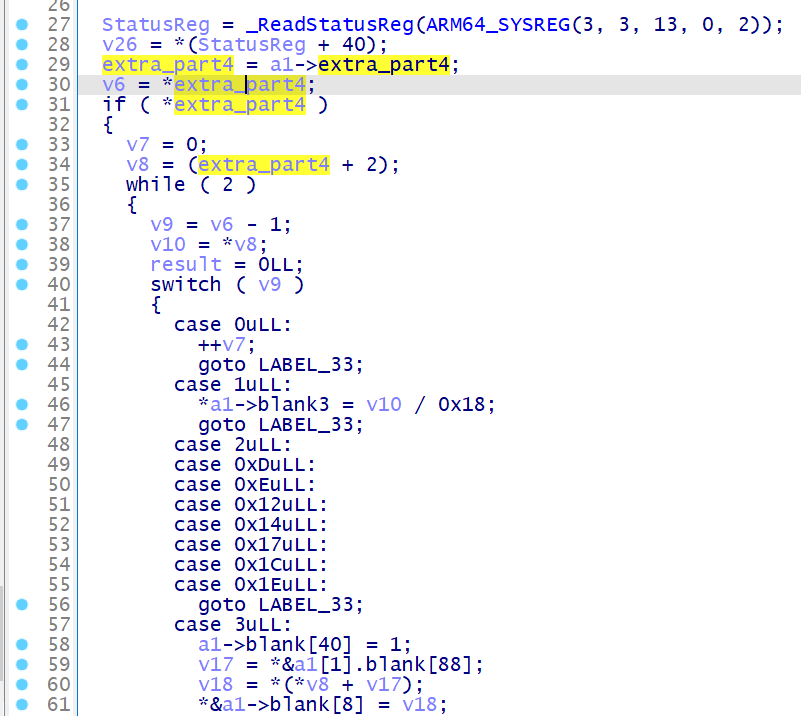 26
27 StatusReg = _ReadStatusReg(ARM64_SYSREG(3, 3, 13, 0, 2));
28 v26 = *(StatusReg + 40);
29 extra_part4 = a1->extra_part4;
30 v6 = *extra_part4;
31 if ( *extra_part4 )
32 {
33 v7 = 0;
34 v8 = (extra_part4 + 2);
35 while ( 2 )
36 {
37 v9 = v6 - 1;
38 v10 = *v8;
39 result = 0LL;
40 switch ( v9 )
41 {
42 case 0uLL:
43 ++v7;
44 goto LABEL_33;
45 case 1uLL:
46 *a1->blank3 = v10 / 0x18;
47 goto LABEL_33;
48 case 2uLL:
49 case 0xDuLL:
50 case 0xEuLL:
51 case 0x12uLL:
52 case 0x14uLL:
53 case 0x17uLL:
54 case 0x1CuLL:
55 case 0x1EuLL:
56 goto LABEL_33;
57 case 3uLL:
58 a1->blank[40] = 1;
59 v17 = *&a1[1].blank[88];
60 v18 = *(*v8 + v17);
61 *&a1->blank[8] = v18;